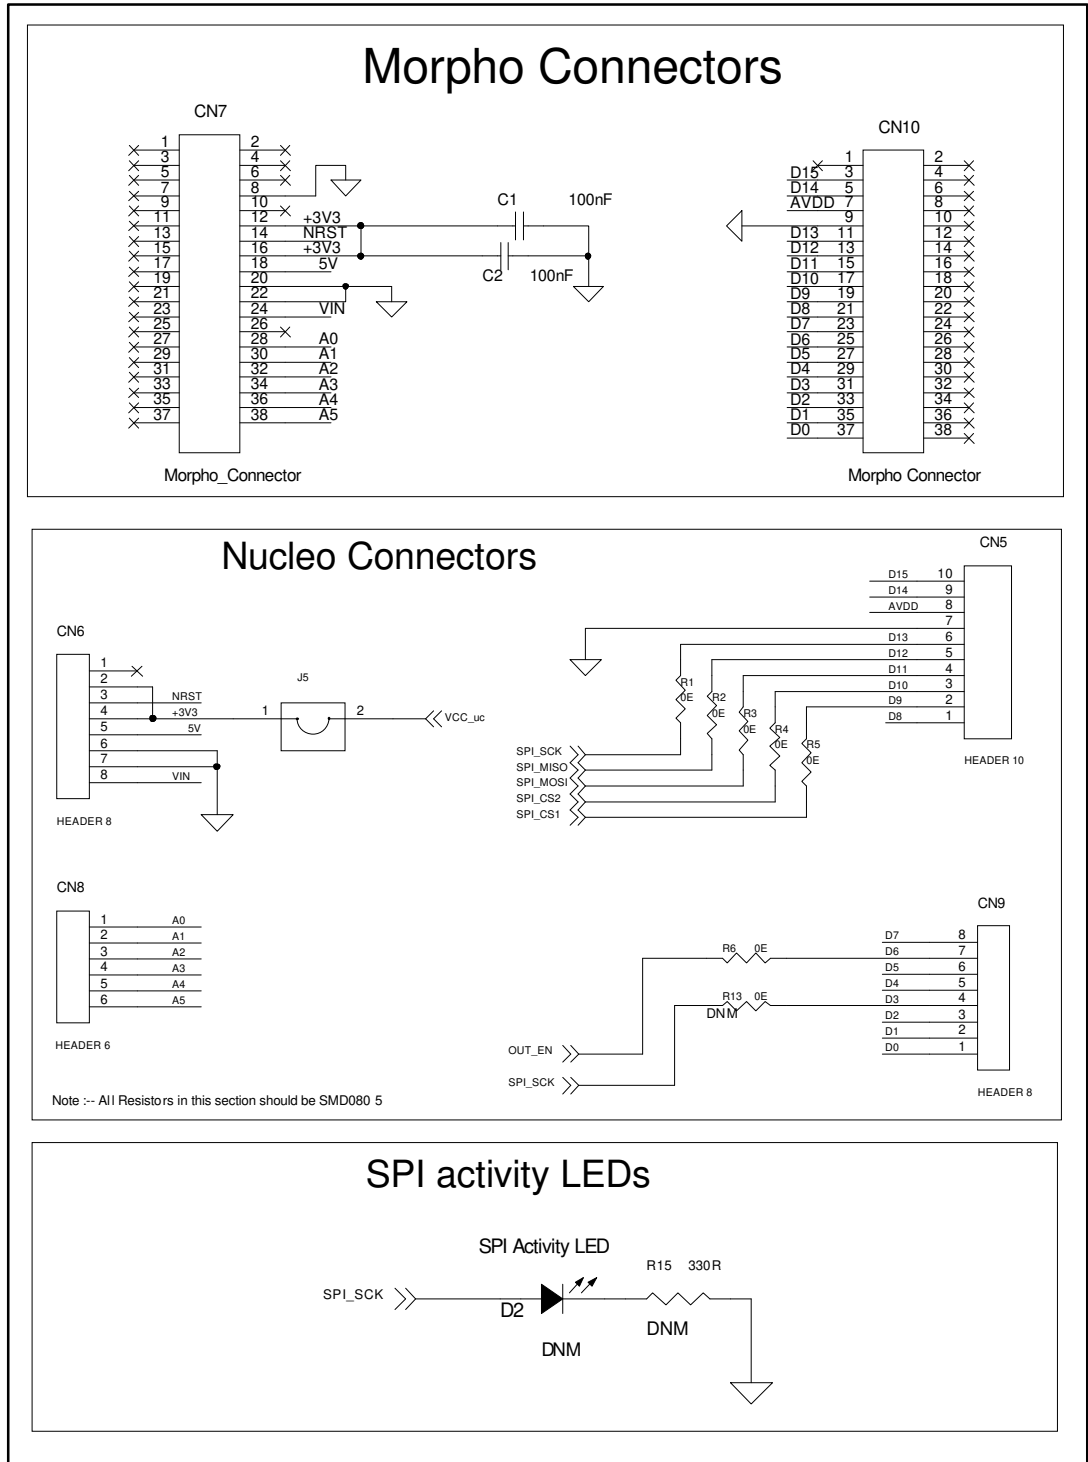 Morpho Connectors
CN7
1 2
3 4
5 6
7 8
9 10
11 12 +3V3
13 14 NRST
15 16 +3V3
17 18 5V
19 20
21 22
23 24 VIN
25 26
27 28 A0
29 30 A1
31 32 A2
33 34 A3
35 36 A4
37 38 A5
Morpho_Connector
C1 100nF
C2 100nF
CN10
1 2
D15 3 4
D14 5 6
AVDD 7 8
9 10
D13 11 12
D12 13 14
D11 15 16
D10 17 18
D9 19 20
D8 21 22
D7 23 24
D6 25 26
D5 27 28
D4 29 30
D3 31 32
D2 33 34
D1 35 36
D0 37 38
Morpho Connector
Nucleo Connectors
CN6
1
2
3 NRST
4 +3V3
5 5V
6
7
8 VIN
HEADER 8
J5
1 2
VCC_uc
CN5
D15 10
D14 9
AVDD 8
7
D13 6
D12 5
D11 4
D10 3
D9 2
D8 1
HEADER 10
R1 0E
R2 0E
R3 0E
R4 0E
R5 0E
SPI_SCK
SPI_MISO
SPI_MOSI
SPI_CS2
SPI_CS1
CN8
1 A0
2 A1
3 A2
4 A3
5 A4
6 A5
HEADER 6
CN9
D7 8
D6 7
D5 6
D4 5
D3 4
D2 3
D1 2
D0 1
HEADER 8
R6 0E
R13 0E
DNM
OUT_EN
SPI_SCK
Note :-- All Resistors in this section should be SMD080 5
SPI activity LEDs
SPI Activity LED
SPI_SCK
D2
DNM
R15 330R
DNM